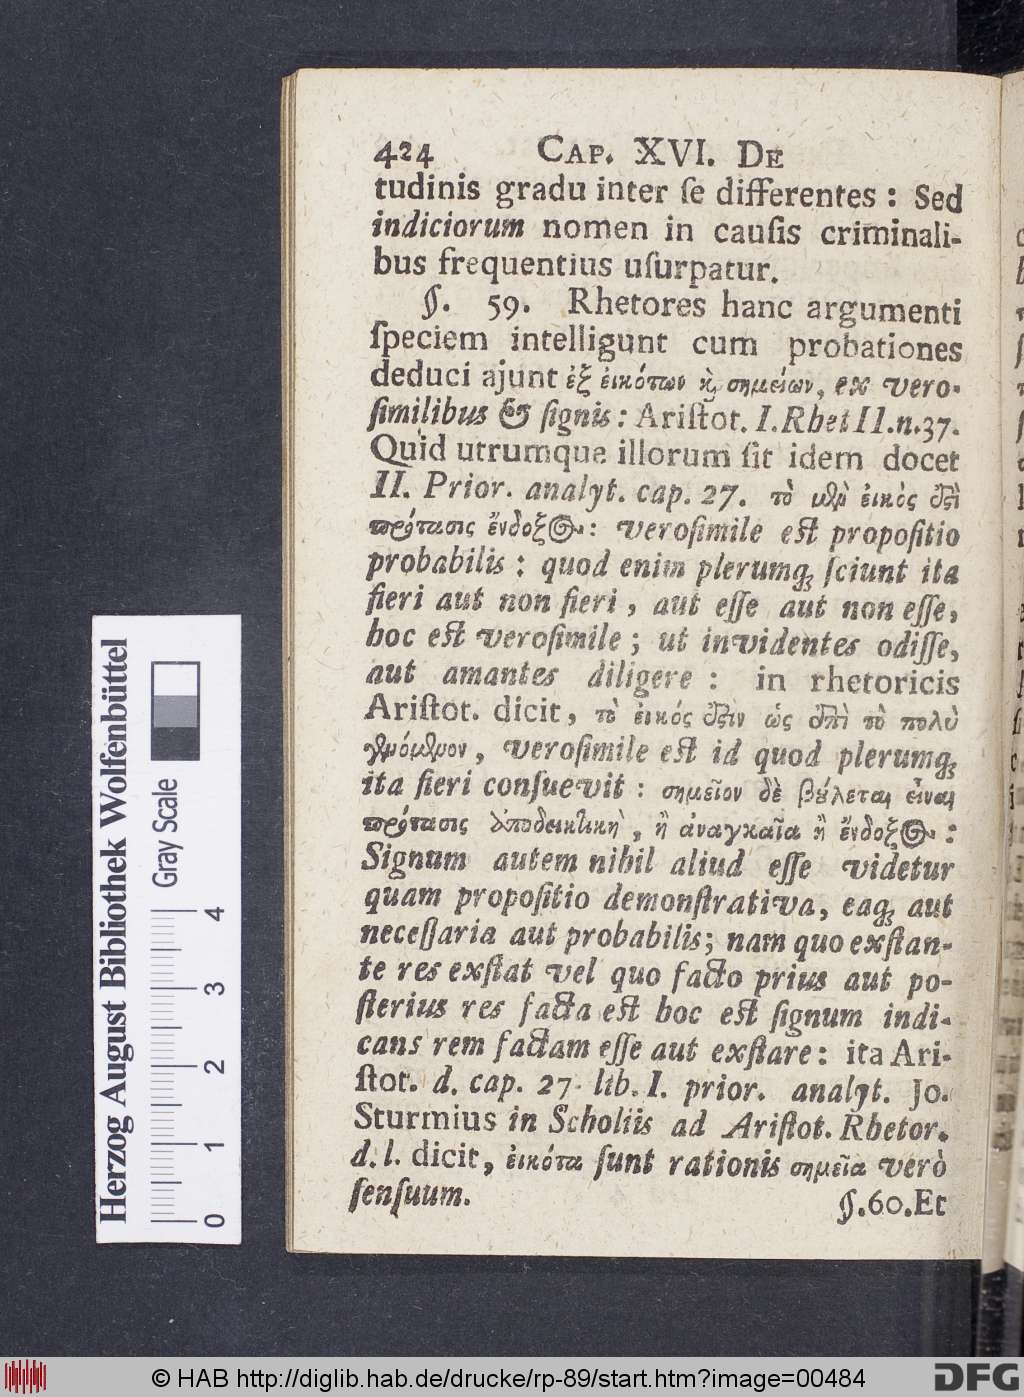 424 CAP. XVI. DE
tudinis gradu inter ſe differentes : Sed
indiciorum nomen in cauſis criminali-
bus frequentius uſurpatur.
§. 59. Rhetores hanc argumenti
ſpeciem intelligunt cum probationes
deduci ajunt ἐξ ἐικότων κ̀ σημείων, ex vero-
ſimilibus & ſignis: Ariſtot. I. Rhet II. n. 37.
Quid utrumque illorum ſit idem docet
II. Prior. analyt. cap. 27. τὸ μὲν ἐικὸς ἐςὶ
πρότασις ἔνδοξος: veroſimile eſt propoſitio
probabilis : quod enim plerumq; ſciunt ita
fieri aut non fieri, aut eſſe aut non eſſe,
hoc eſt veroſimile ; ut invidentes odiſſe,
aut amantes diligere : in rhetoricis
Ariſtot. dicit, τὸ ἐικός ἐςιν ὡς ἐπὶ τὸ πολὺ
γενόμενον, veroſimile eſt id quod plerumq;
ita fieri conſuevit : σημεῖον δὲ βȣ́λεται εἶναι
πρότασις ἀποδεικτικὴ, ἢ ἀναγκαῖα ἢ ἔνδοξος :
Signum autem nihil aliud eſſe videtur
quam propoſitio demonſtrativa, eaq; aut
neceſſaria aut probabilis; nam quo exſtan-
te res exſtat vel quo facto prius aut po-
ſterius res facta eſt hoc eſt ſignum indi-
cans rem factam eſſe aut exſtare : ita Ari-
ſtot. d. cap. 27. lib. I. prior. analyt. Jo.
Sturmius in Scholiis ad Ariſtot. Rhetor.
d. l. dicit, ἐικότα ſunt rationis σημεῖα verò
ſenſuum.
§. 60. Et
Herzog August Bibliothek Wolfenbüttel
Gray Scale
0 1 2 3 4
© HAB http://diglib.hab.de/drucke/rp-89/start.htm?image=00484
DFG